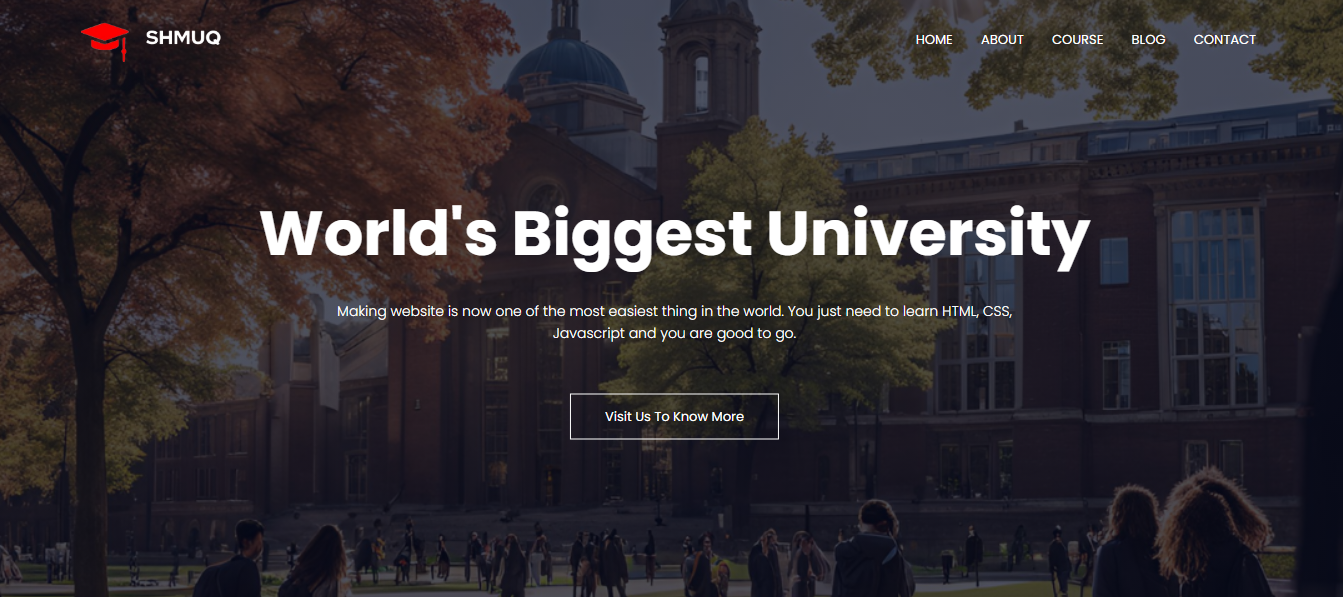 SHMUQ
HOME ABOUT COURSE BLOG CONTACT
World's Biggest University
Making website is now one of the most easiest thing in the world. You just need to learn HTML, CSS,
Javascript and you are good to go.
Visit Us To Know More